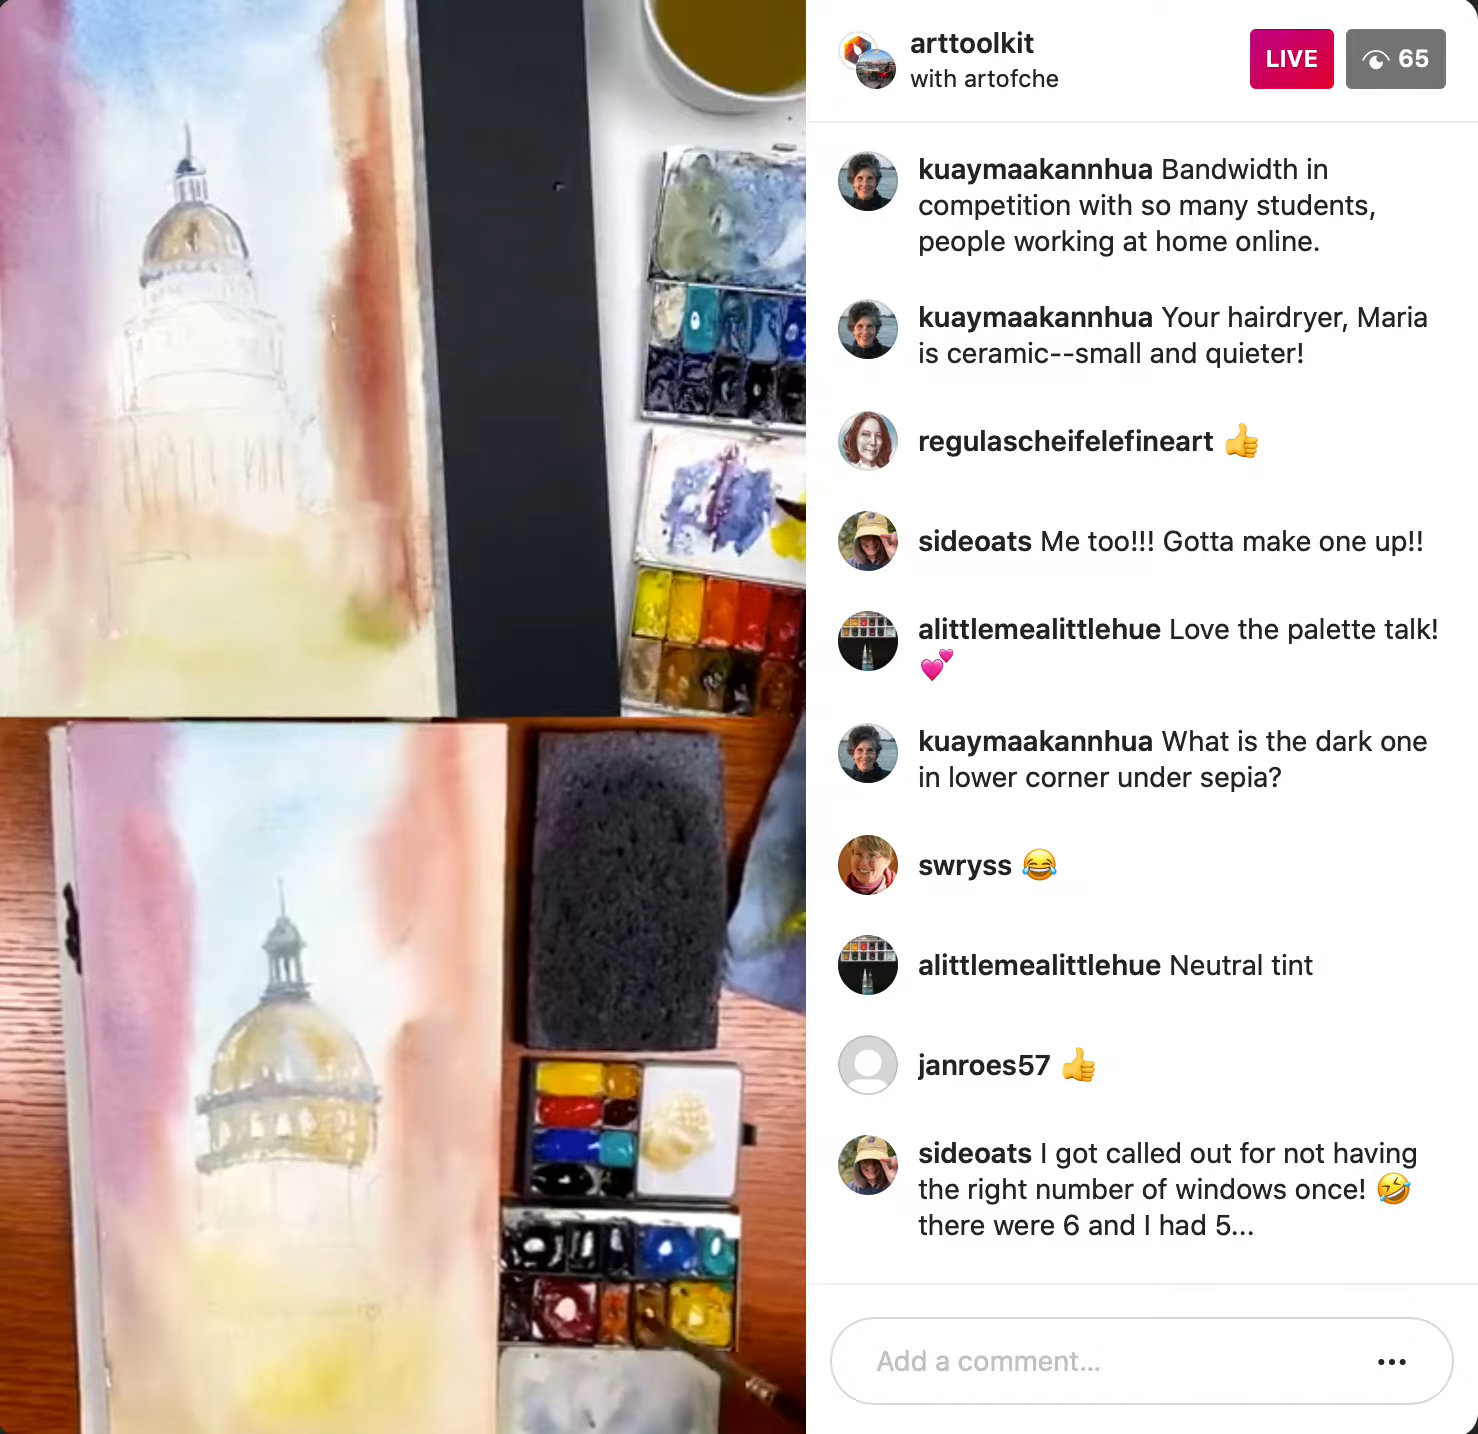 arttoolkit
with artofche
LIVE
65
kuaymaakannhua Bandwidth in
competition with so many students,
people working at home online.
kuaymaakannhua Your hairdryer, Maria
is ceramic--small and quieter!
regulascheifelefineart 👍
sideoats Me too!!! Gotta make one up!!
alittlemealittlehue Love the palette talk!
💕
kuaymaakannhua What is the dark one
in lower corner under sepia?
swryss 😂
alittlemealittlehue Neutral tint
janroes57 👍
sideoats I got called out for not having
the right number of windows once! 🤣
there were 6 and I had 5...
Add a comment...